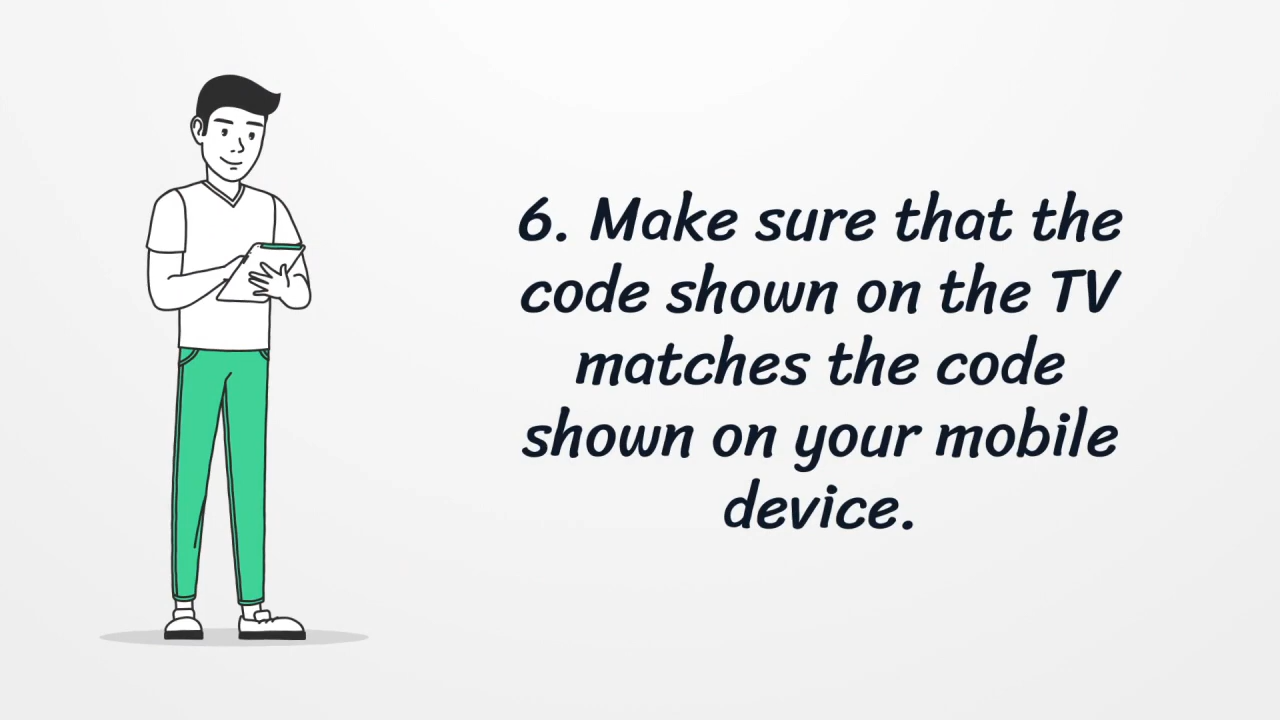 6. Make sure that the
code shown on the TV
matches the code
shown on your mobile
device.